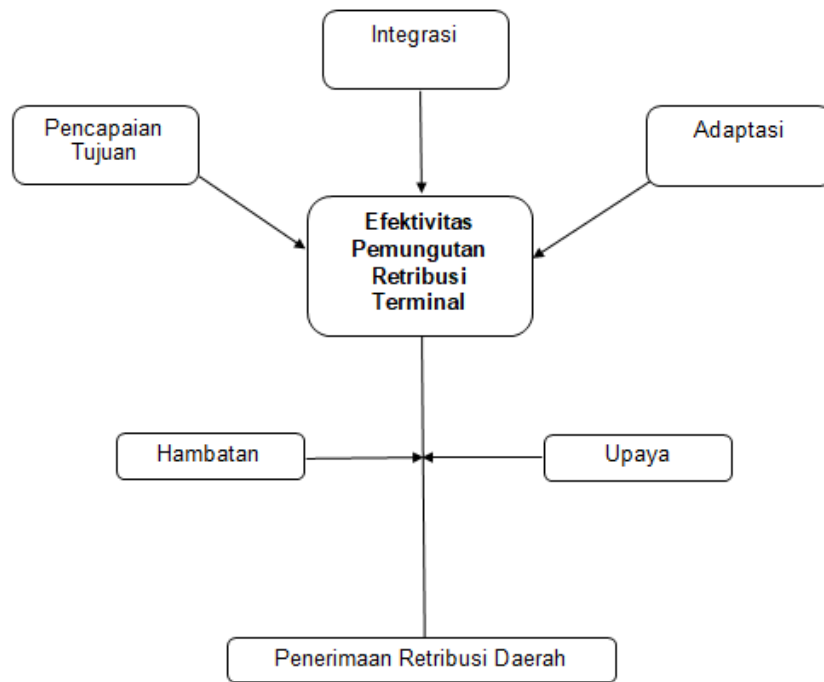 Integrasi
Pencapaian
Tujuan
Adaptasi
Efektivitas
Pemungutan
Retribusi
Terminal
Hambatan
Upaya
Penerimaan Retribusi Daerah